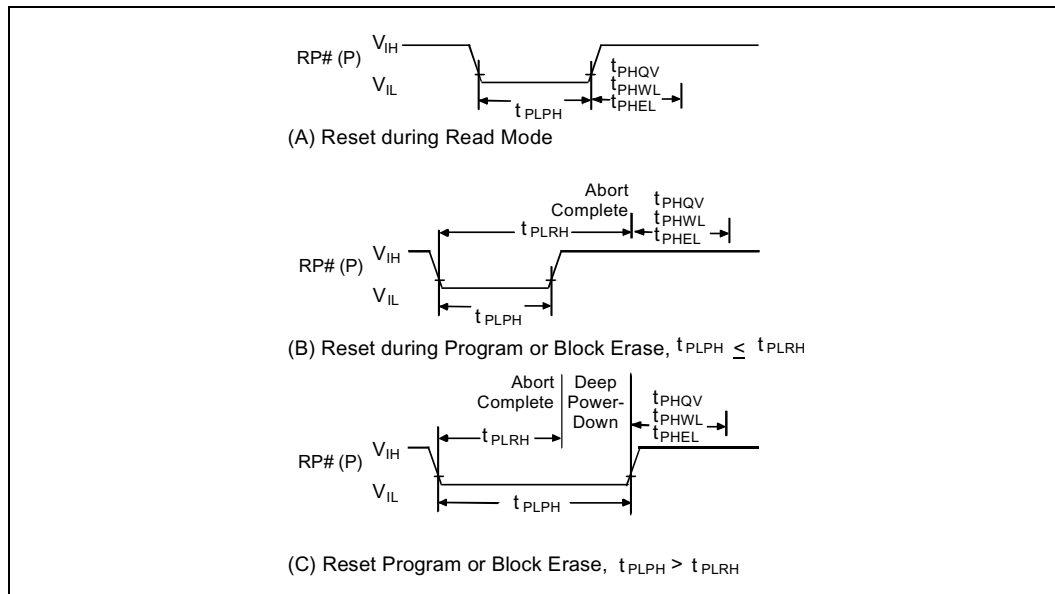 RP# (P)
VIH
VIL
tPLPH
tPHQV
tPHWL
tPHEL
(A) Reset during Read Mode
Abort
Complete
tPLRH
tPHQV
tPHWL
tPHEL
RP# (P)
VIH
VIL
tPLPH
(B) Reset during Program or Block Erase, tPLPH ≤ tPLRH
Abort
Complete
Deep
Power-
Down
tPLRH
tPHQV
tPHWL
tPHEL
RP# (P)
VIH
VIL
tPLPH
(C) Reset Program or Block Erase, tPLPH > tPLRH